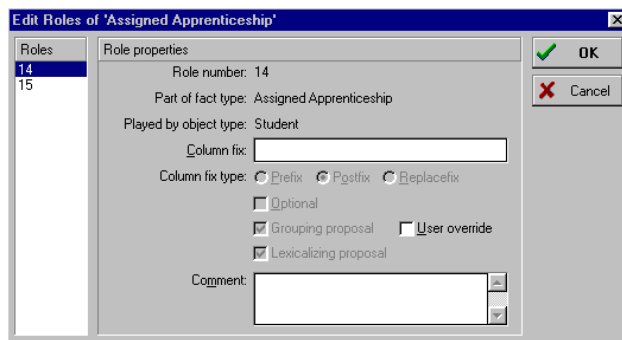 Edit Roles of 'Assigned Apprenticeship'
Roles
14
15
Role properties
Role number: 14
Part of fact type: Assigned Apprenticeship
Played by object type: Student
Column fix:
Column fix type: Prefix Postfix Replacefix
Optional
Grouping proposal User override
Lexicalizing proposal
Comment:
OK
Cancel